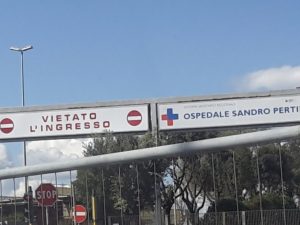 VIETATO
L'INGRESSO
OSPEDALE SANDRO PERTI
STOP